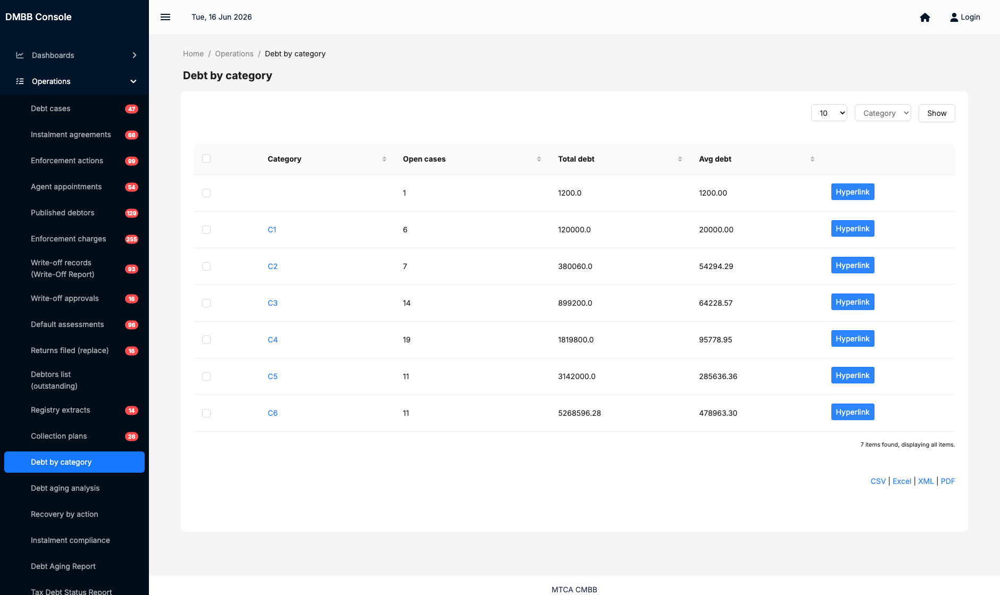 DMBB Console
Tue, 16 Jun 2026
Login
Dashboards
Operations
Debt cases 47
Instalment agreements 66
Enforcement actions 99
Agent appointments 54
Published debtors 129
Enforcement charges 255
Write-off records
(Write-Off Report) 93
Write-off approvals 16
Default assessments 96
Returns filed (replace) 16
Debtors list
(outstanding)
Registry extracts 14
Collection plans 26
Debt by category
Debt aging analysis
Recovery by action
Instalment compliance
Debt Aging Report
Tax Debt Status Report
Home / Operations / Debt by category
Debt by category
10 Category Show
Category Open cases Total debt Avg debt
1 1200.0 1200.00 Hyperlink
C1 6 120000.0 20000.00 Hyperlink
C2 7 380060.0 54294.29 Hyperlink
C3 14 899200.0 64228.57 Hyperlink
C4 19 1819800.0 95778.95 Hyperlink
C5 11 3142000.0 285636.36 Hyperlink
C6 11 5268596.28 478963.30 Hyperlink
7 items found, displaying all items.
CSV | Excel | XML | PDF
MTCA CMBB